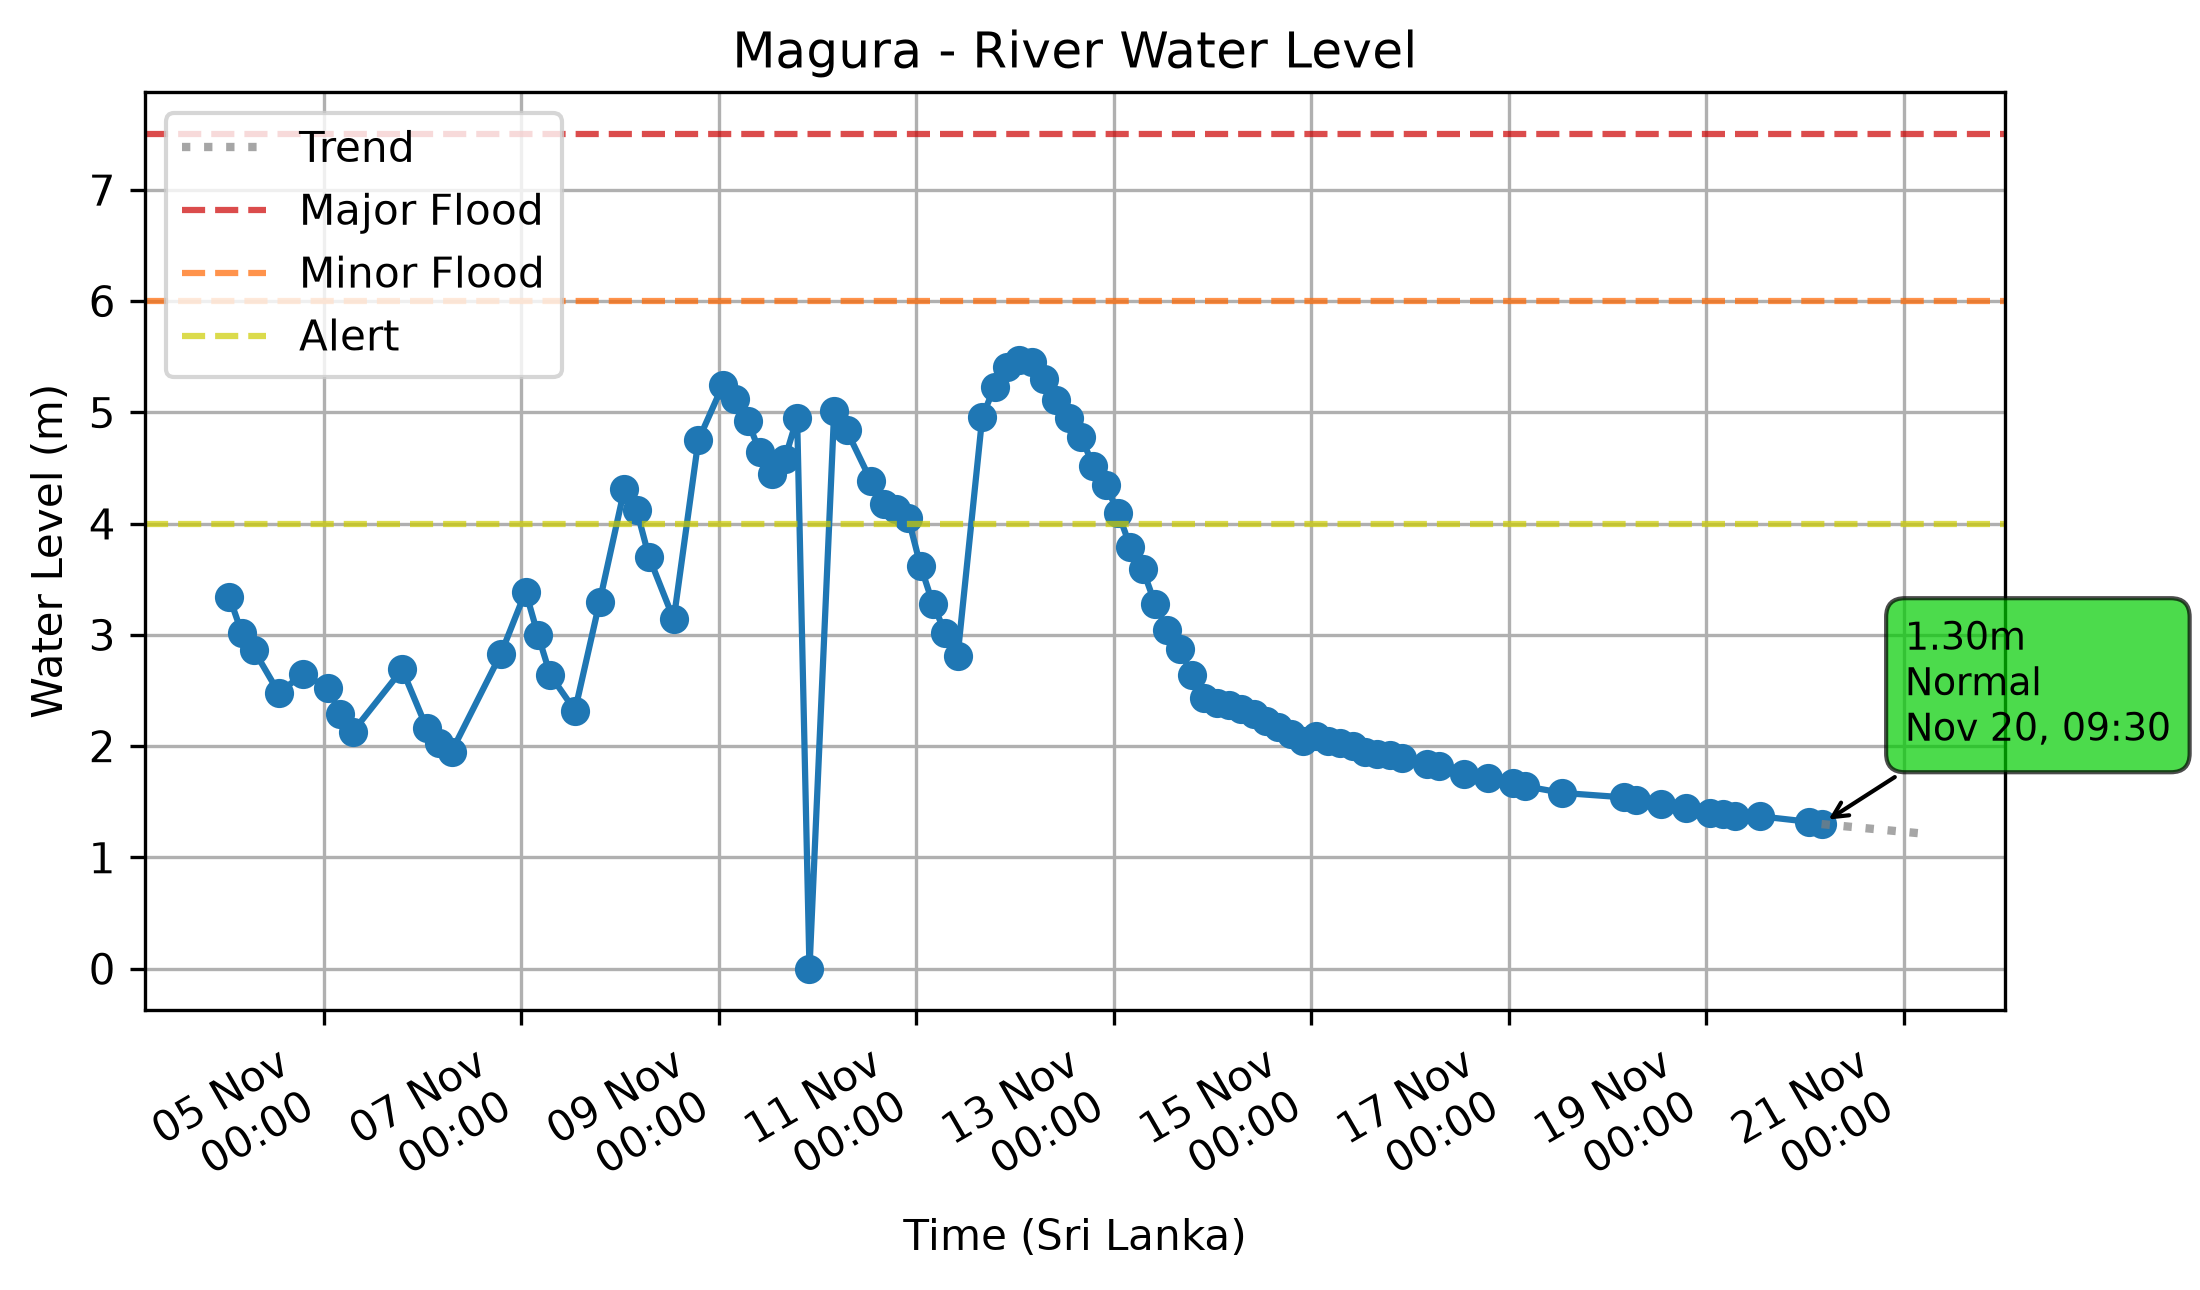 Magura - River Water Level
Trend
Major Flood
Minor Flood
Alert
Water Level (m)
7
6
5
4
3
2
1
0
1.30m
Normal
Nov 20, 09:30
05 Nov
00:00
07 Nov
00:00
09 Nov
00:00
11 Nov
00:00
13 Nov
00:00
15 Nov
00:00
17 Nov
00:00
19 Nov
00:00
21 Nov
00:00
Time (Sri Lanka)